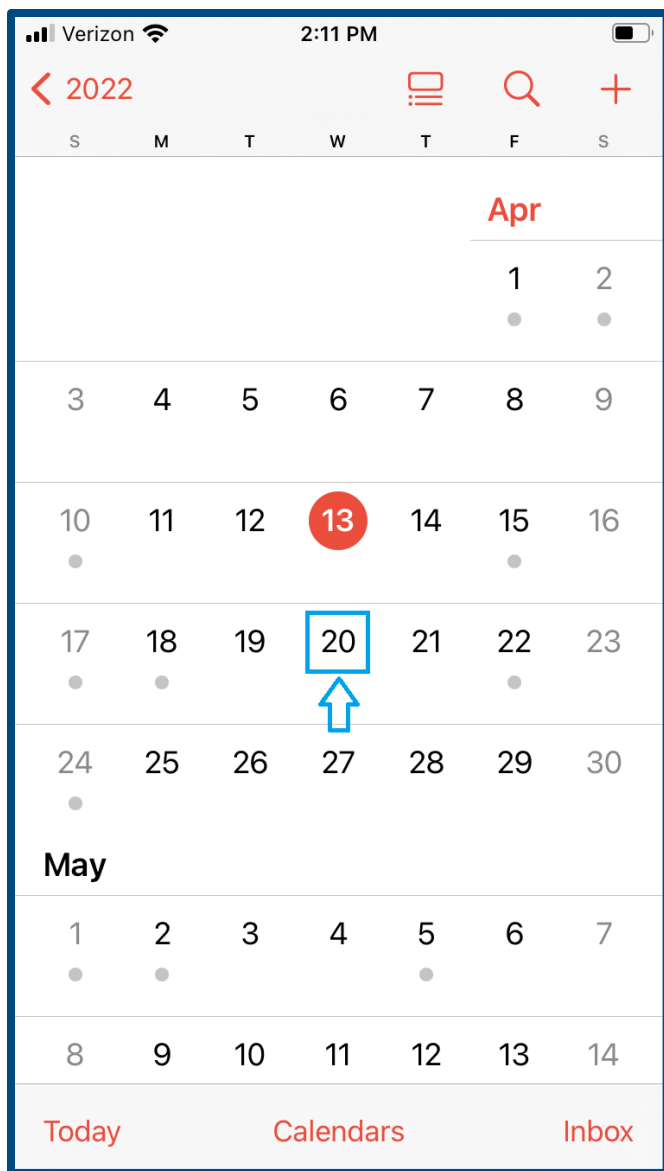 Verizon 2:11 PM
2022
S M T W T F S
Apr
1 2
3 4 5 6 7 8 9
10 11 12 13 14 15 16
17 18 19 20 21 22 23
24 25 26 27 28 29 30
May
1 2 3 4 5 6 7
8 9 10 11 12 13 14
Today Calendars Inbox